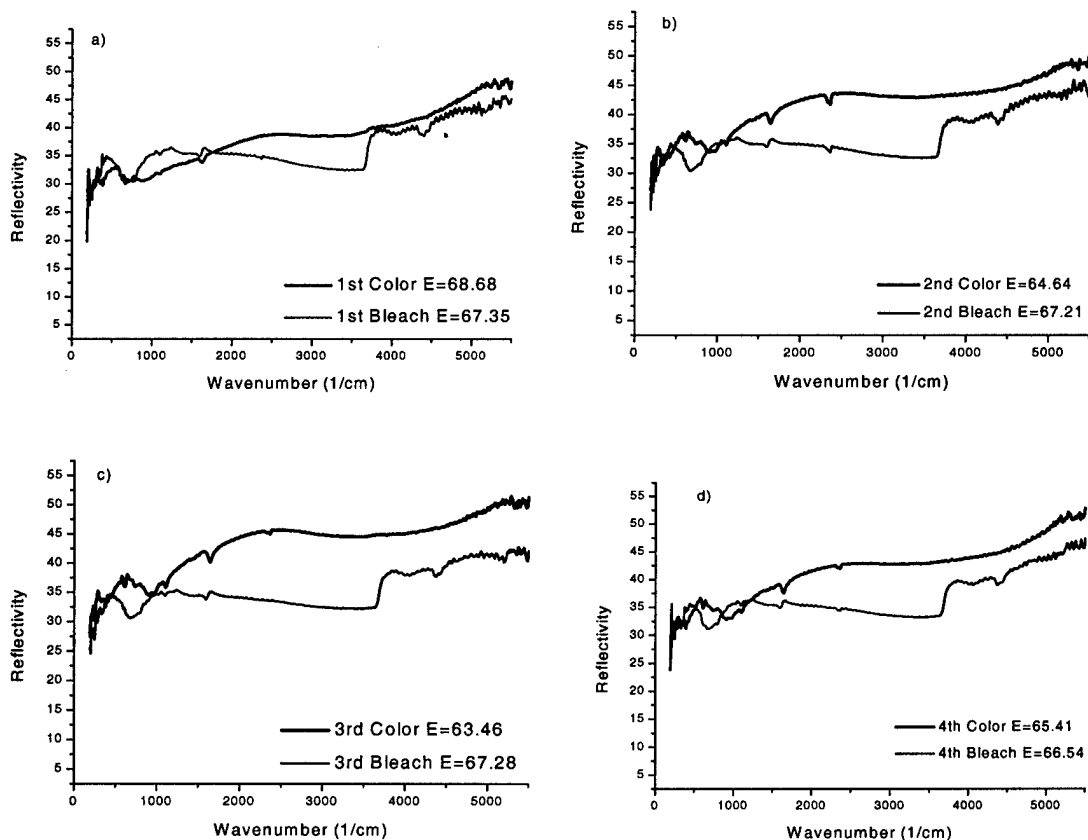 a)
55
50
45
40
35
30
25
20
15
10
5
Reflectivity
0 1000 2000 3000 4000 5000
Wavenumber (1/cm)
1st Color E=68.68
1st Bleach E=67.35
b)
55
50
45
40
35
30
25
20
15
10
5
Reflectivity
0 1000 2000 3000 4000 5000
Wavenumber (1/cm)
2nd Color E=64.64
2nd Bleach E=67.21
c)
55
50
45
40
35
30
25
20
15
10
5
Reflectivity
0 1000 2000 3000 4000 5000
Wavenumber (1/cm)
3rd Color E=63.46
3rd Bleach E=67.28
d)
55
50
45
40
35
30
25
20
15
10
5
Reflectivity
0 1000 2000 3000 4000 5000
Wavenumber (1/cm)
4th Color E=65.41
4th Bleach E=66.54